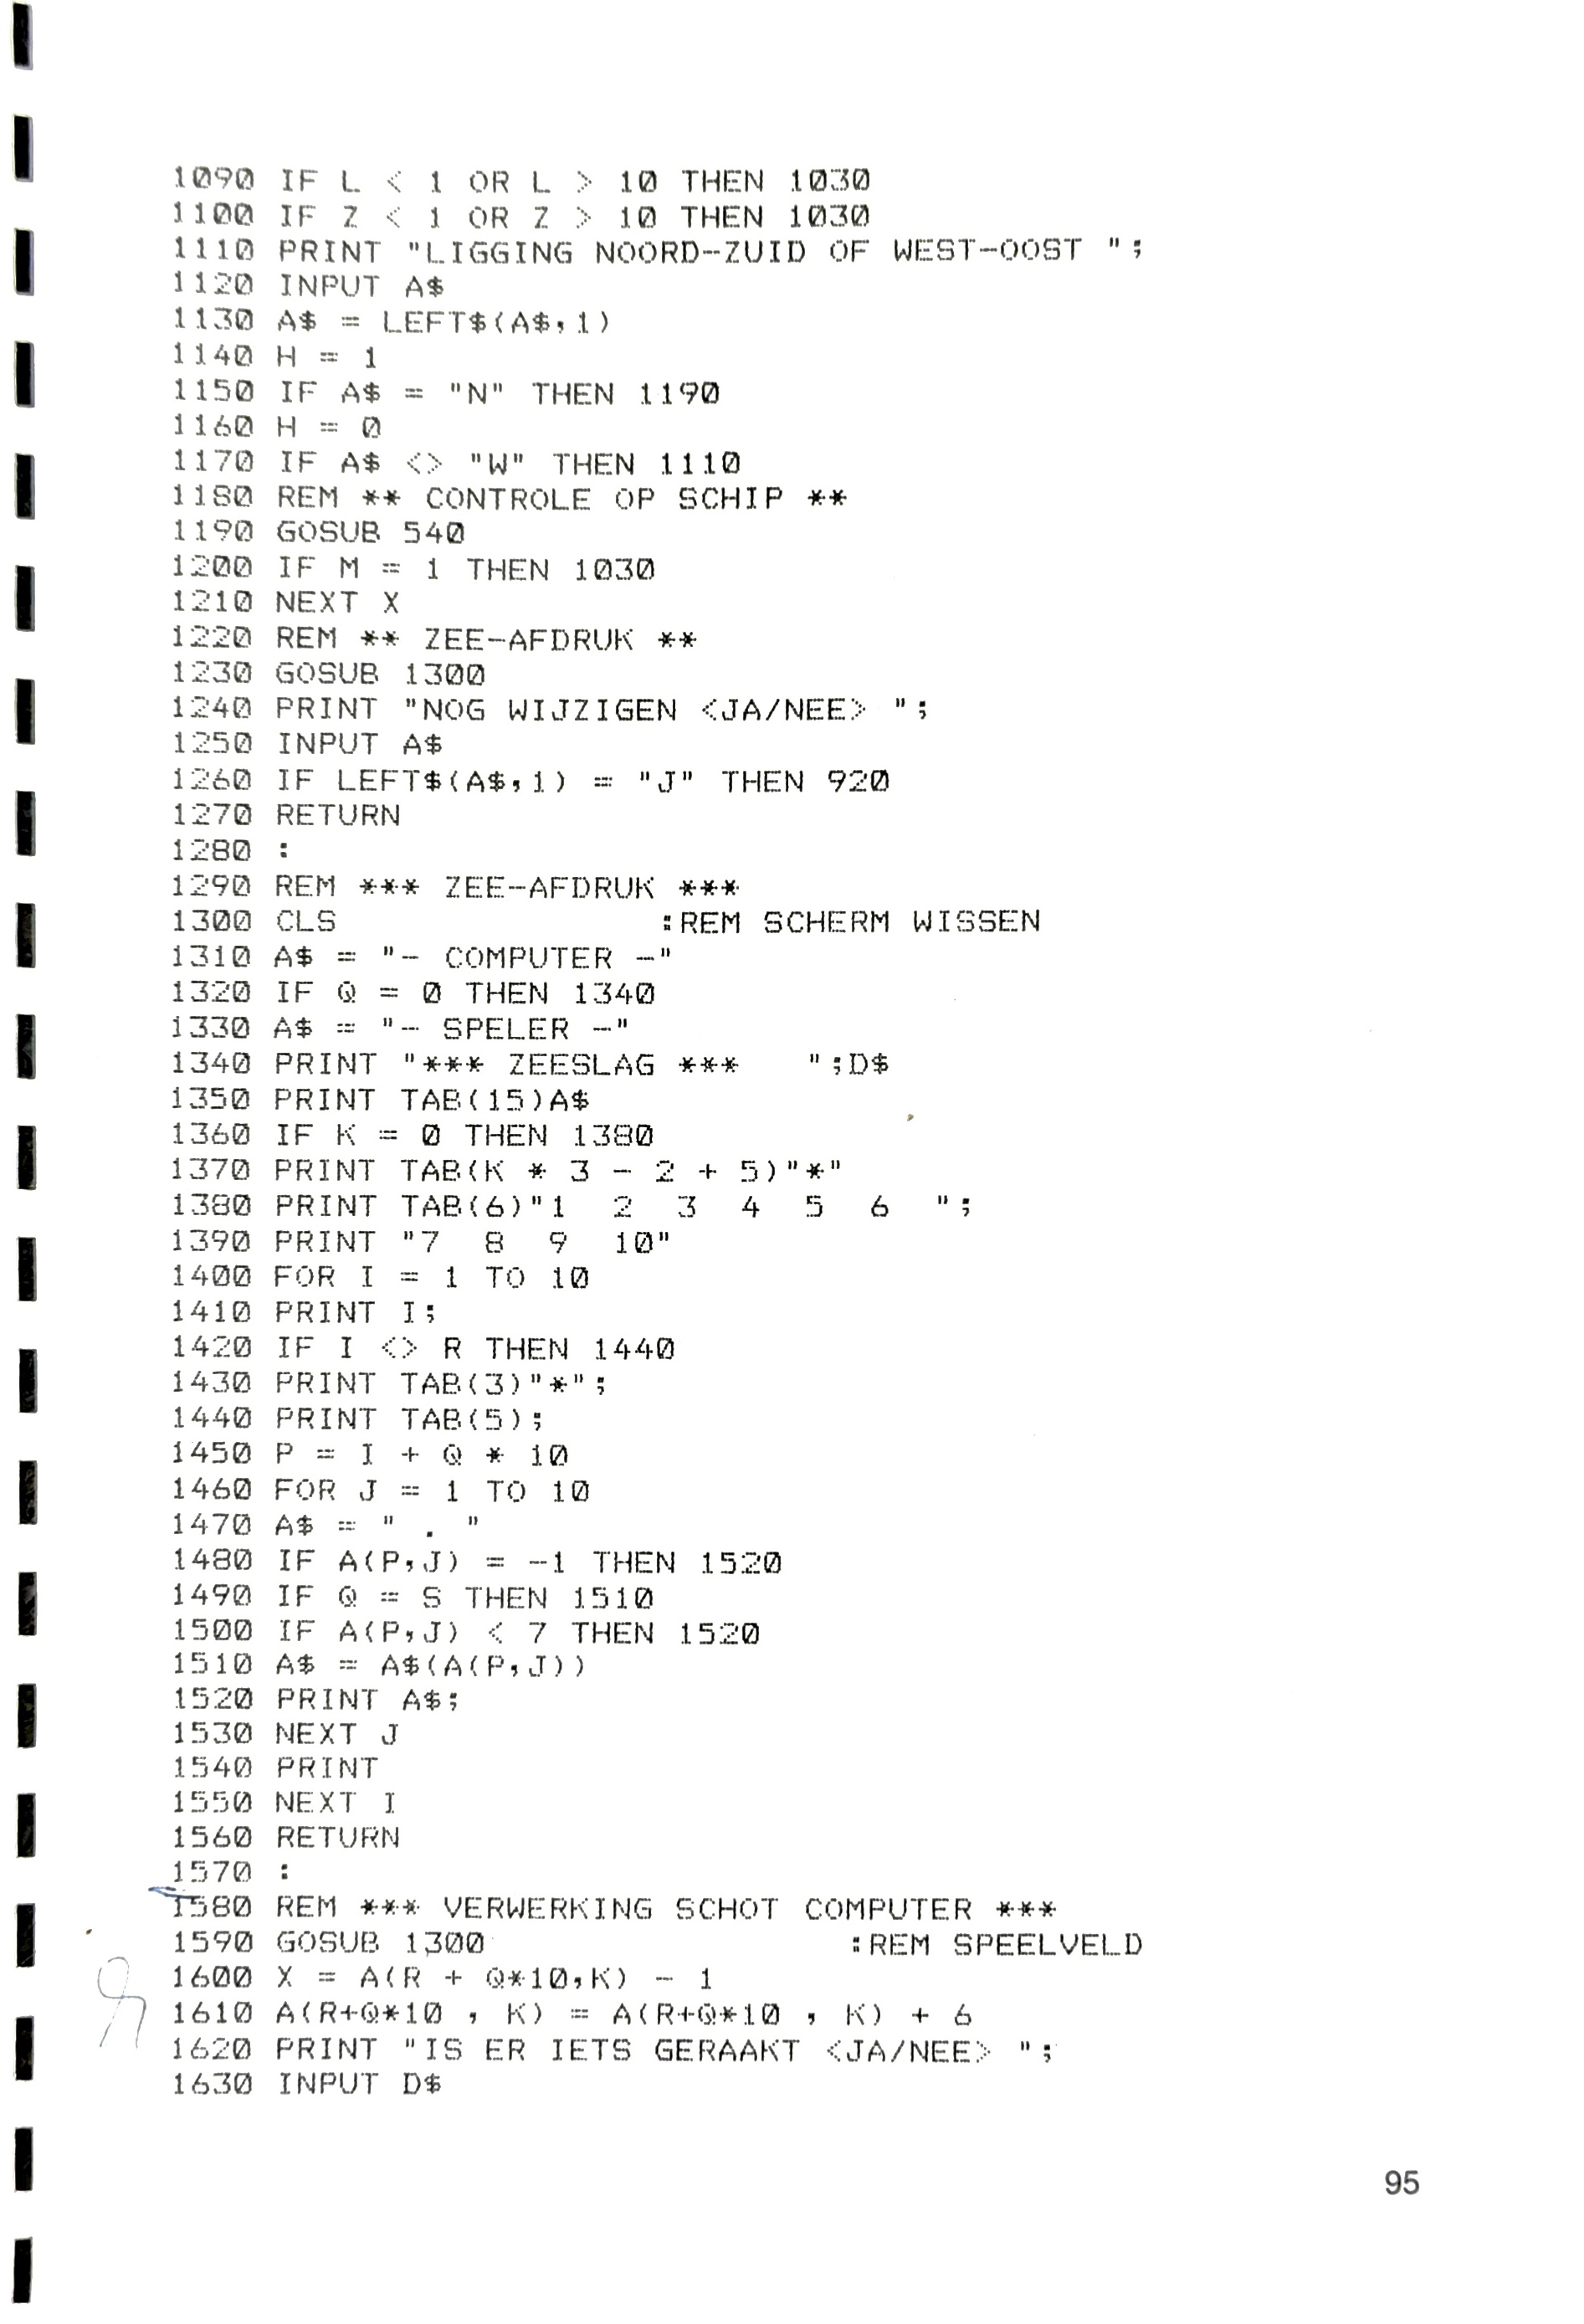 1090 IF L < 1 OR L > 10 THEN 1030
1100 IF Z < 1 OR Z > 10 THEN 1030
1110 PRINT "LIGGING NOORD-ZUID OF WEST-OOST ";
1120 INPUT A$
1130 A$ = LEFT$(A$,1)
1140 H = 1
1150 IF A$ = "N" THEN 1190
1160 H = 0
1170 IF A$ <> "W" THEN 1110
1180 REM ** CONTROLE OP SCHIP **
1190 GOSUB 540
1200 IF M = 1 THEN 1030
1210 NEXT X
1220 REM ** ZEE-AFDRUK **
1230 GOSUB 1300
1240 PRINT "NOG WIJZIGEN <JA/NEE> ";
1250 INPUT A$
1260 IF LEFT$(A$,1) = "J" THEN 920
1270 RETURN
1280 :
1290 REM *** ZEE-AFDRUK ***
1300 CLS                :REM SCHERM WISSEN
1310 A$ = "- COMPUTER -"
1320 IF Q = 0 THEN 1340
1330 A$ = "- SPELER -"
1340 PRINT "*** ZEESLAG ***   ";D$
1350 PRINT TAB(15)A$
1360 IF K = 0 THEN 1380
1370 PRINT TAB(K * 3 - 2 + 5)"*"
1380 PRINT TAB(6)"1  2  3  4  5  6  ";
1390 PRINT "7  8  9  10"
1400 FOR I = 1 TO 10
1410 PRINT I;
1420 IF I <> R THEN 1440
1430 PRINT TAB(3)"*";
1440 PRINT TAB(5);
1450 P = I + Q * 10
1460 FOR J = 1 TO 10
1470 A$ = " . "
1480 IF A(P,J) = -1 THEN 1520
1490 IF Q = S THEN 1510
1500 IF A(P,J) < 7 THEN 1520
1510 A$ = A$(A(P,J))
1520 PRINT A$;
1530 NEXT J
1540 PRINT
1550 NEXT I
1560 RETURN
1570 :
1580 REM *** VERWERKING SCHOT COMPUTER ***
1590 GOSUB 1300                  :REM SPEELVELD
1600 X = A(R + Q*10,K) - 1
1610 A(R+Q*10 , K) = A(R+Q*10 , K) + 6
1620 PRINT "IS ER IETS GERAAKT <JA/NEE> ";
1630 INPUT D$
95